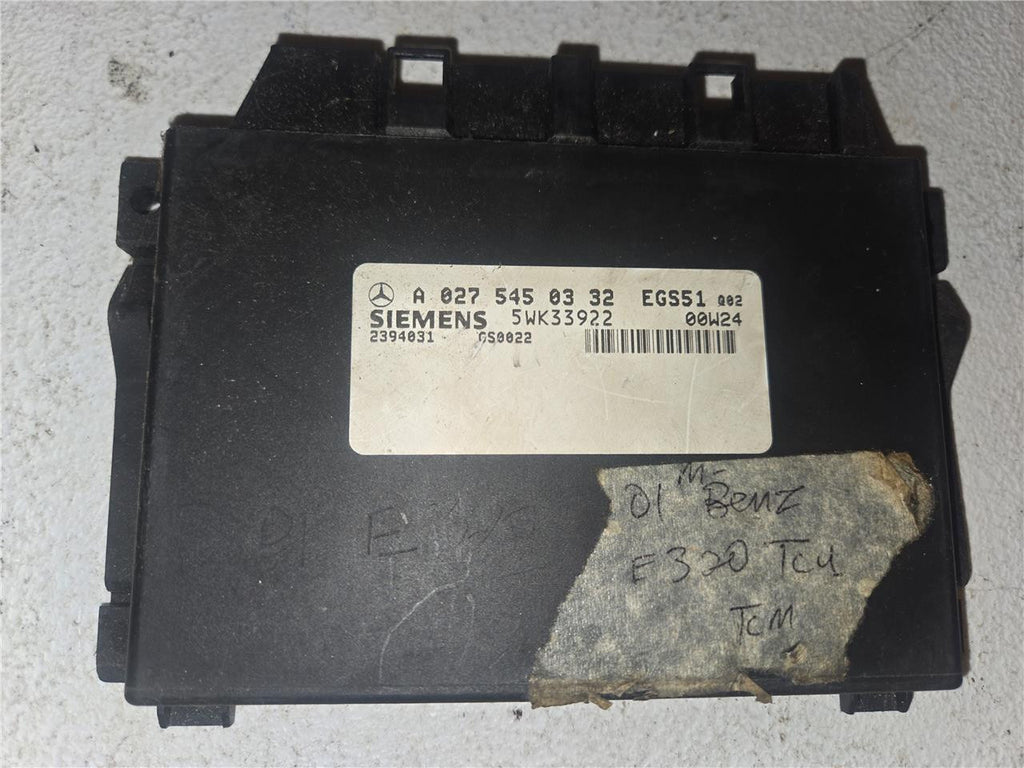 A 027 545 03 32 EGS51 Q02
SIEMENS 5WK33922 00W24
2394031 GS0022
01 M-Benz
E320 TCU
TCM